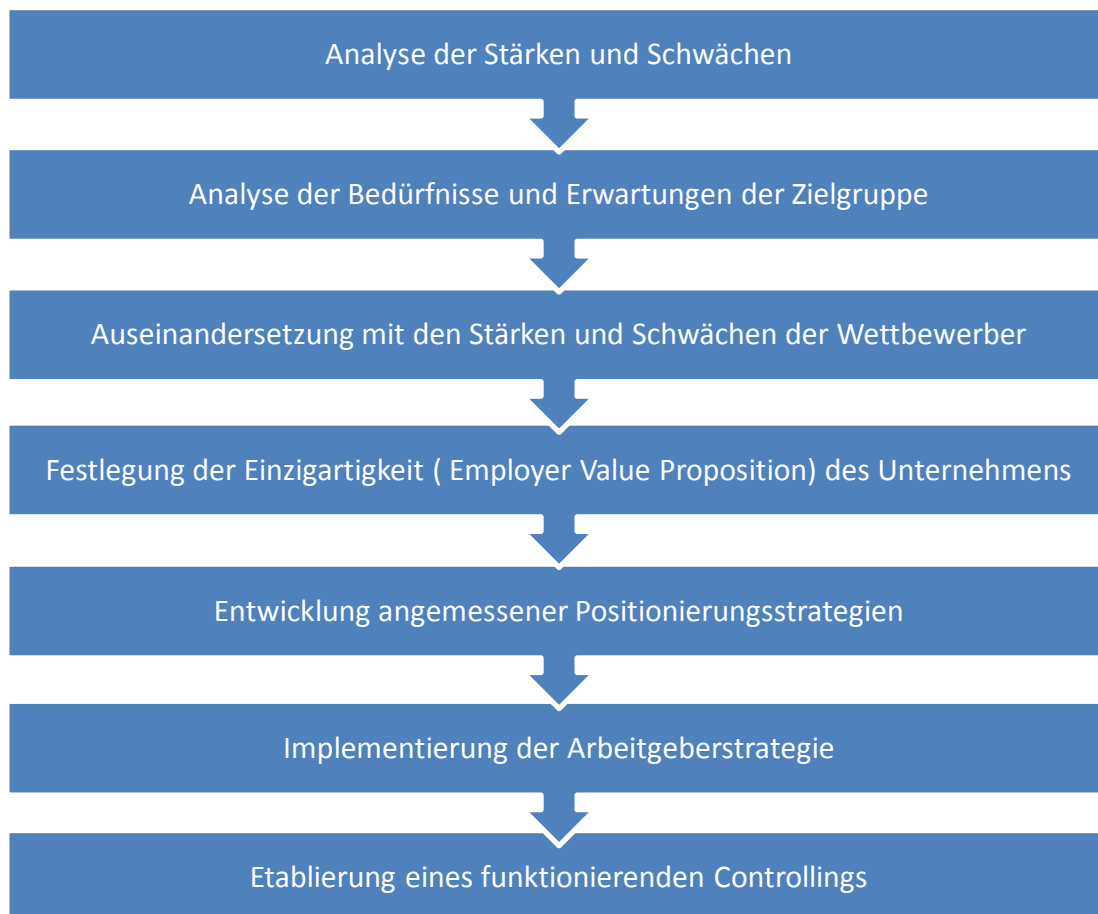 Analyse der Stärken und Schwächen
Analyse der Bedürfnisse und Erwartungen der Zielgruppe
Auseinandersetzung mit den Stärken und Schwächen der Wettbewerber
Festlegung der Einzigartigkeit ( Employer Value Proposition) des Unternehmens
Entwicklung angemessener Positionierungsstrategien
Implementierung der Arbeitgeberstrategie
Etablierung eines funktionierenden Controllings